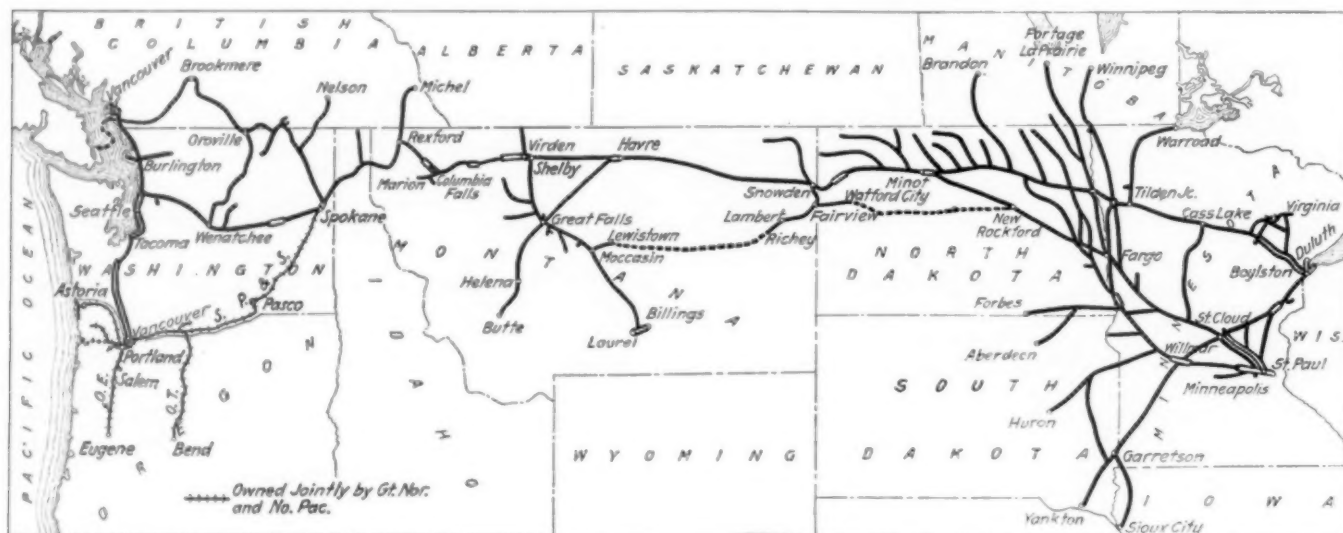 BRITISH
COLUMBIA
ALBERTA
SASKATCHEWAN
MANITOBA
Portage
La Prairie
Brandon
Winnipeg
Vancouver
Brookmere
Nelson
Michel
Oroville
Rexford
Virden
Havre
Warroad
Burlington
Marion
Columbia
Falls
Shelby
Snowden
Minot
Tilden Jc.
Seattle
Spokane
Great Falls
Lambert
Fairview
Watford City
New
Rockford
Cass Lake
Virginia
Wenatchee
Lewistown
Richey
Duluth
Tacoma
Moccasin
Fargo
Boylston
WASHINGTON
MONTANA
NORTH
DAKOTA
MINNESOTA
PACIFIC OCEAN
Astoria
S.P.&S.
Pasco
Helena
Forbes
St. Cloud
Vancouver
Butte
Billings
Laurel
Aberdeen
Willmar
WIS.
St. Paul
Portland
Minneapolis
Salem
IDAHO
SOUTH
DAKOTA
Huron
O.E.
O.T.
OREGON
WYOMING
Eugene
Bend
Garretson
IOWA
Owned Jointly by Gt. Nor.
and No. Pac.
Yankton
Sioux City